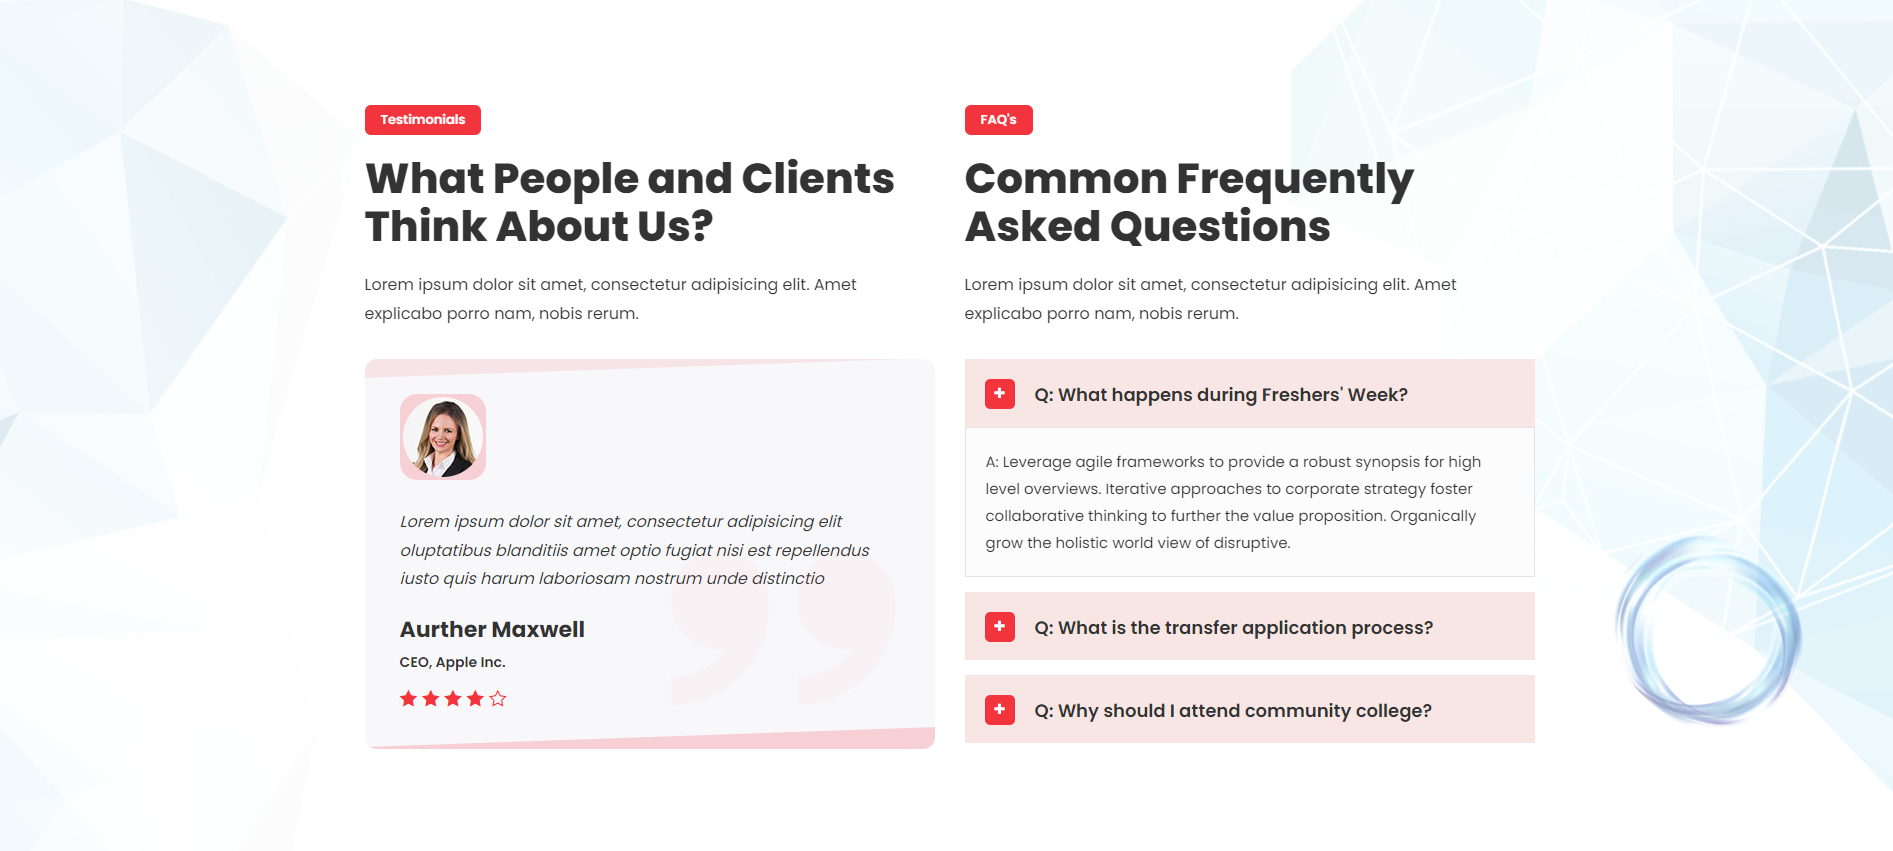 Testimonials
What People and Clients
Think About Us?
Lorem ipsum dolor sit amet, consectetur adipisicing elit. Amet
explicabo porro nam, nobis rerum.
Lorem ipsum dolor sit amet, consectetur adipisicing elit
oluptatibus blanditiis amet optio fugiat nisi est repellendus
iusto quis harum laboriosam nostrum unde distinctio
Aurther Maxwell
CEO, Apple Inc.
FAQ's
Common Frequently
Asked Questions
Lorem ipsum dolor sit amet, consectetur adipisicing elit. Amet
explicabo porro nam, nobis rerum.
Q: What happens during Freshers' Week?
A: Leverage agile frameworks to provide a robust synopsis for high
level overviews. Iterative approaches to corporate strategy foster
collaborative thinking to further the value proposition. Organically
grow the holistic world view of disruptive.
Q: What is the transfer application process?
Q: Why should I attend community college?